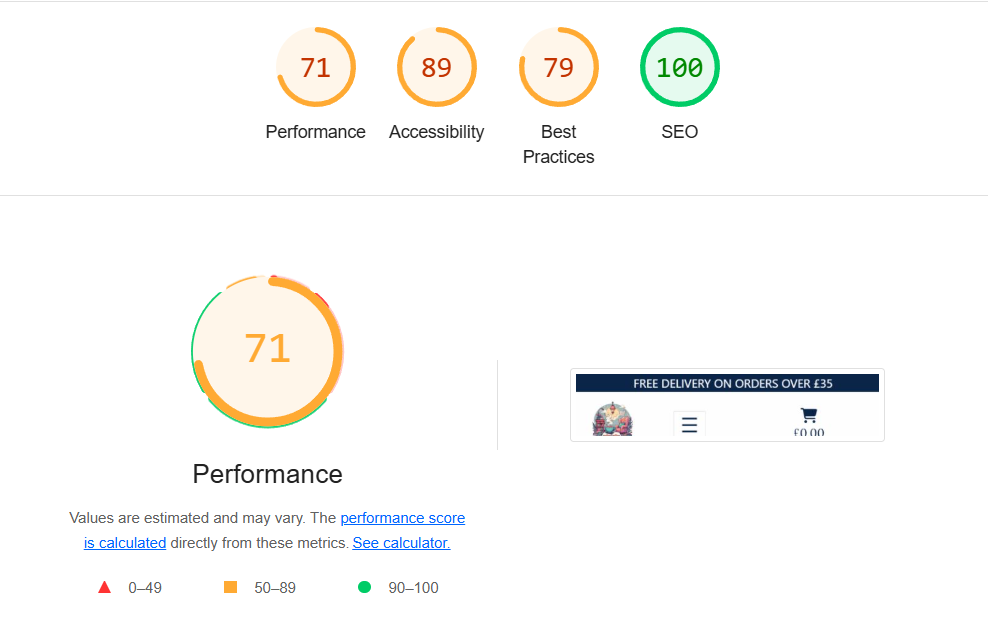 71
89
79
100
Performance
Accessibility
Best
Practices
SEO
71
FREE DELIVERY ON ORDERS OVER £35
£0.00
Performance
Values are estimated and may vary. The performance score
is calculated directly from these metrics. See calculator.
0–49
50–89
90–100